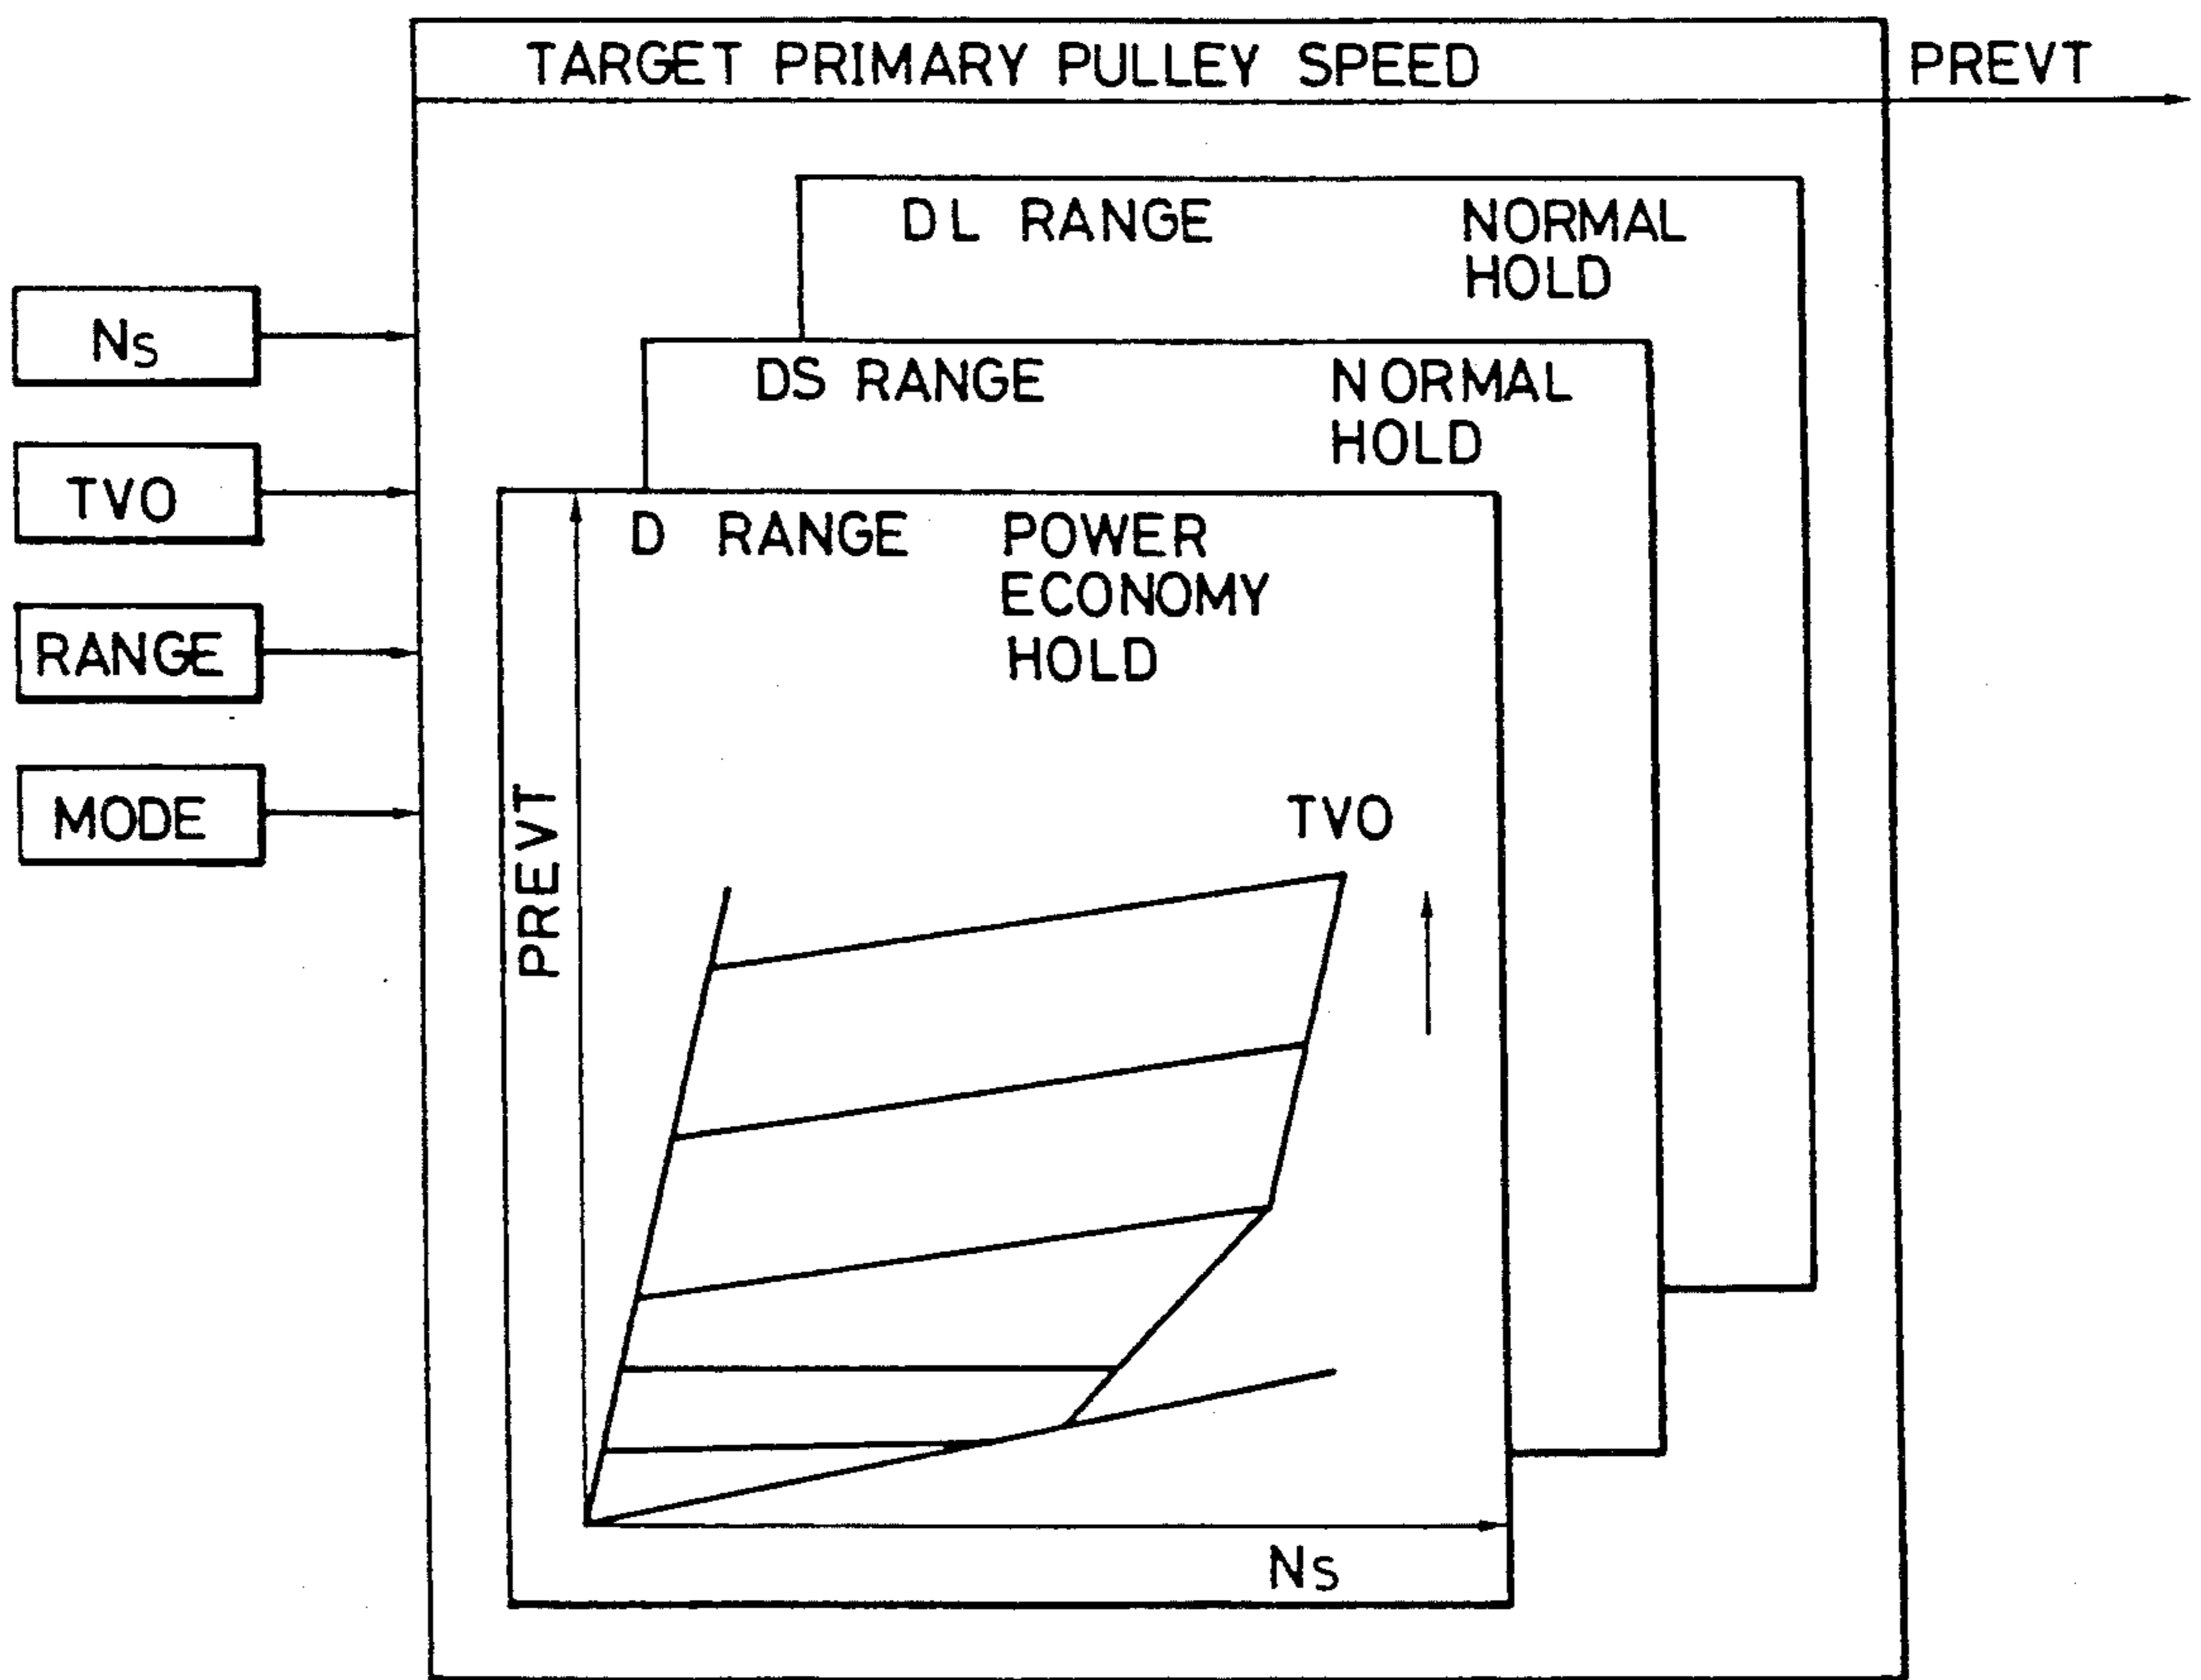 TARGET PRIMARY PULLEY SPEED
PREVT
DL RANGE NORMAL
HOLD
NS
DS RANGE NORMAL
HOLD
TVO
D RANGE POWER
ECONOMY
HOLD
RANGE
MODE
PREVT
TVO
NS